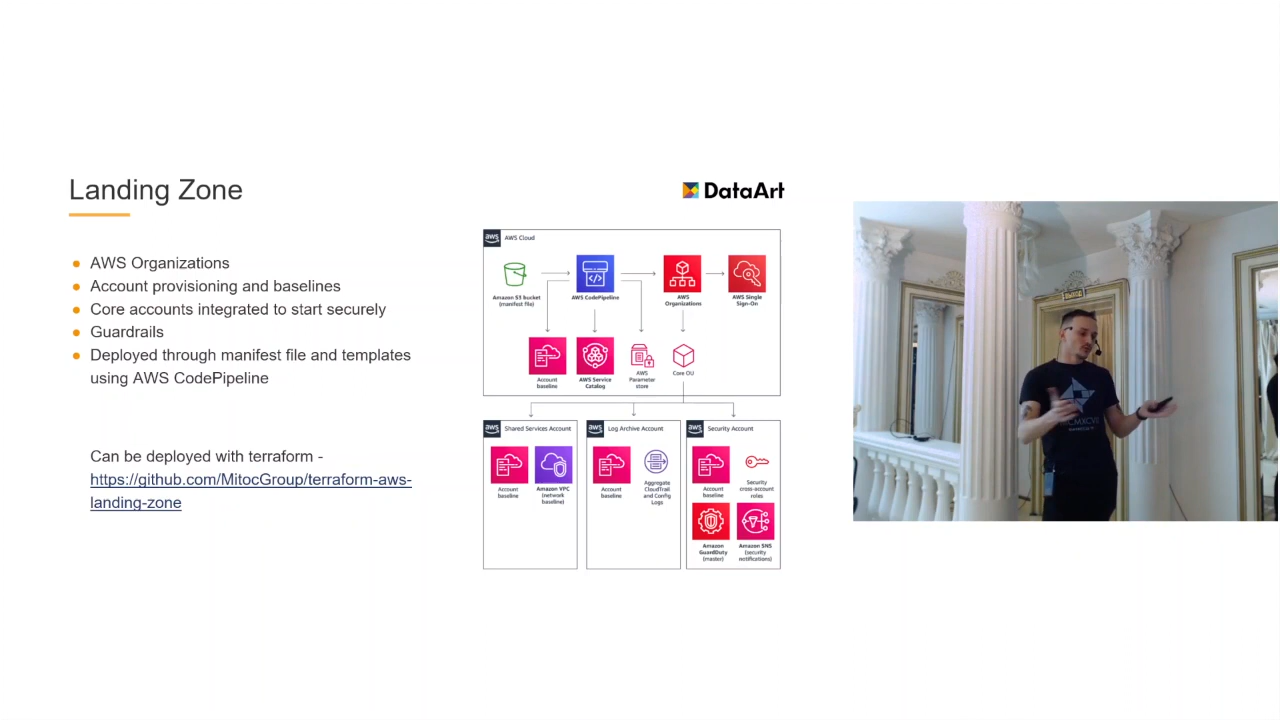 Landing Zone
DataArt
AWS Organizations
Account provisioning and baselines
Core accounts integrated to start securely
Guardrails
Deployed through manifest file and templates
using AWS CodePipeline
Can be deployed with terraform -
https://github.com/MitocGroup/terraform-aws-
landing-zone
aws
AWS Cloud
Amazon S3 bucket
(manifest file)
AWS CodePipeline
AWS
Organizations
AWS Single
Sign-On
Account
baseline
AWS Service
Catalog
AWS
Parameter
store
Core OU
aws
Shared Services Account
Account
baseline
Amazon VPC
(network
baseline)
aws
Log Archive Account
Account
baseline
Aggregate
CloudTrail
and Config
Logs
aws
Security Account
Account
baseline
Security
cross-account
roles
Amazon
GuardDuty
(master)
Amazon SNS
(security
notifications)